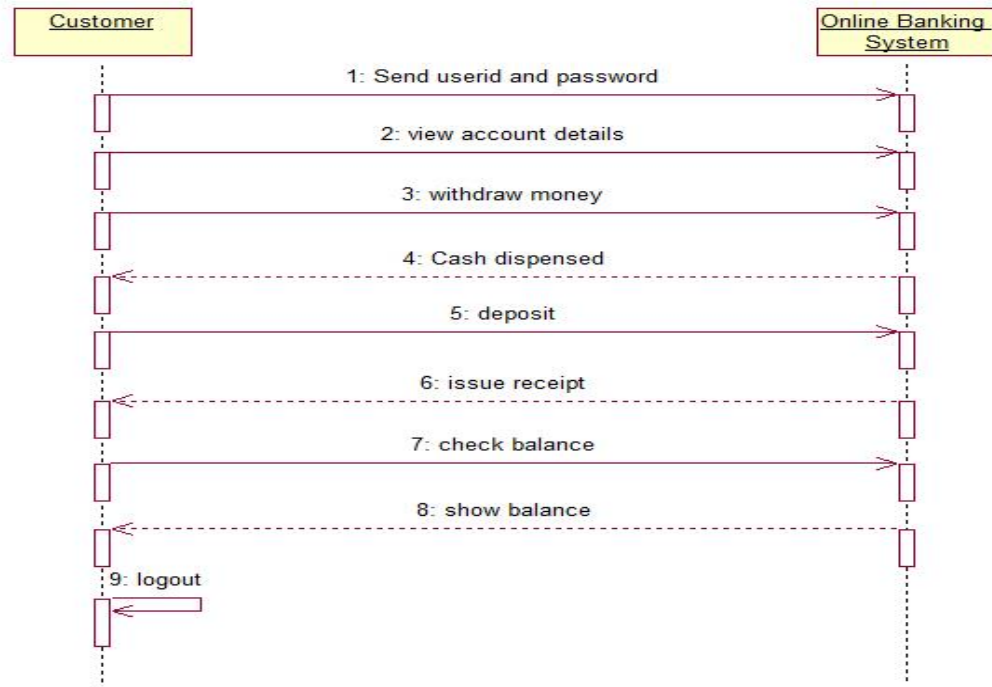 Customer
Online Banking
System
1: Send userid and password
2: view account details
3: withdraw money
4: Cash dispensed
5: deposit
6: issue receipt
7: check balance
8: show balance
9: logout